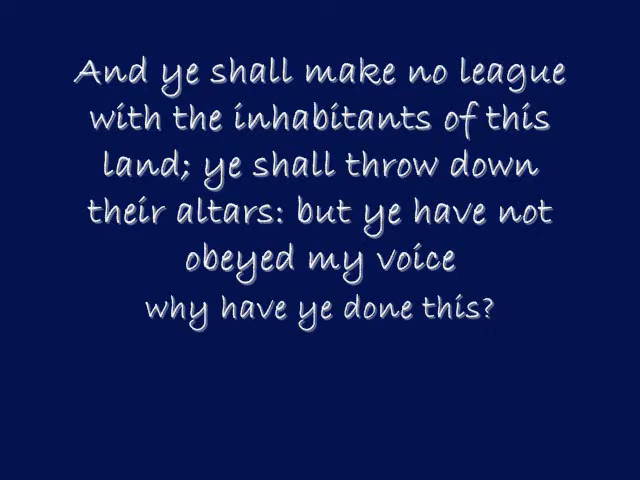 And ye shall make no league
with the inhabitants of this
land; ye shall throw down
their altars: but ye have not
obeyed my voice
why have ye done this?